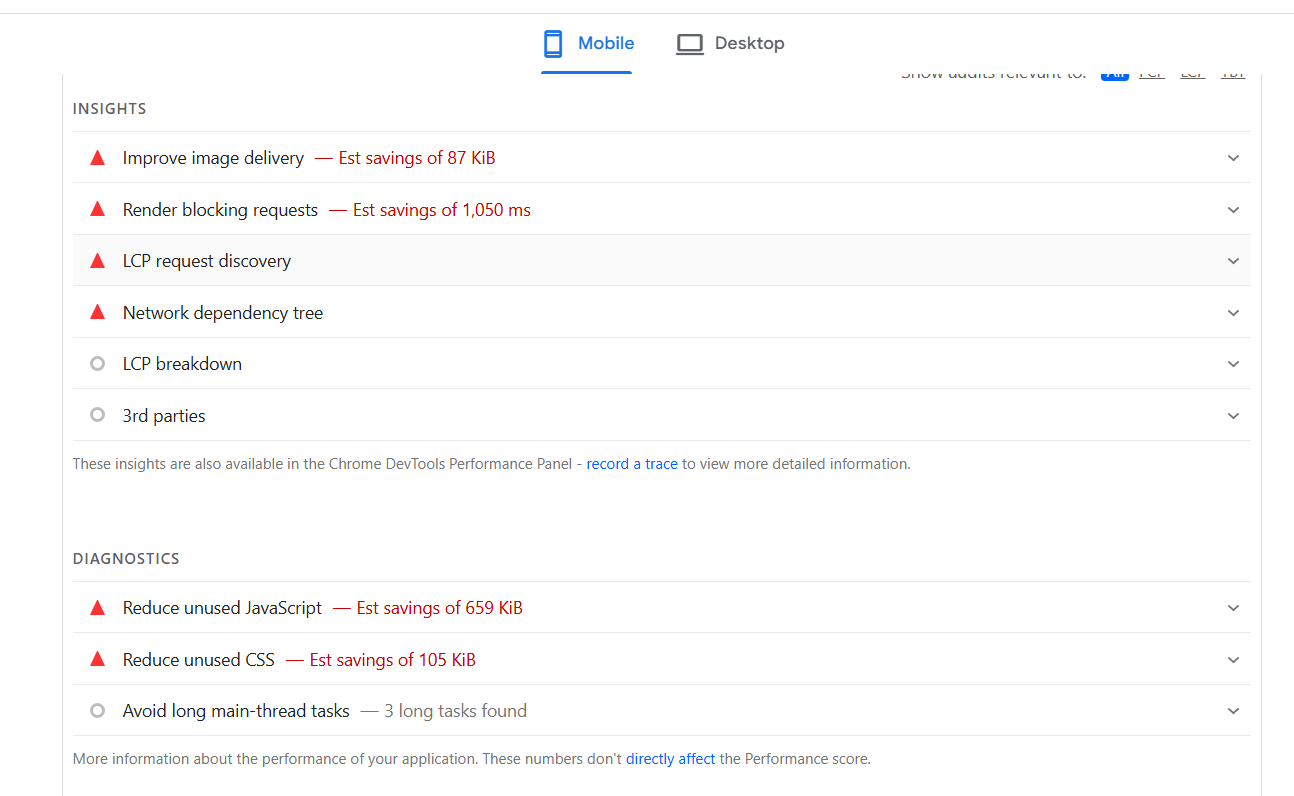 Mobile
Desktop
Show audits relevant to: All FCP LCP TBT
INSIGHTS
Improve image delivery — Est savings of 87 KiB
Render blocking requests — Est savings of 1,050 ms
LCP request discovery
Network dependency tree
LCP breakdown
3rd parties
These insights are also available in the Chrome DevTools Performance Panel - record a trace to view more detailed information.
DIAGNOSTICS
Reduce unused JavaScript — Est savings of 659 KiB
Reduce unused CSS — Est savings of 105 KiB
Avoid long main-thread tasks — 3 long tasks found
More information about the performance of your application. These numbers don't directly affect the Performance score.